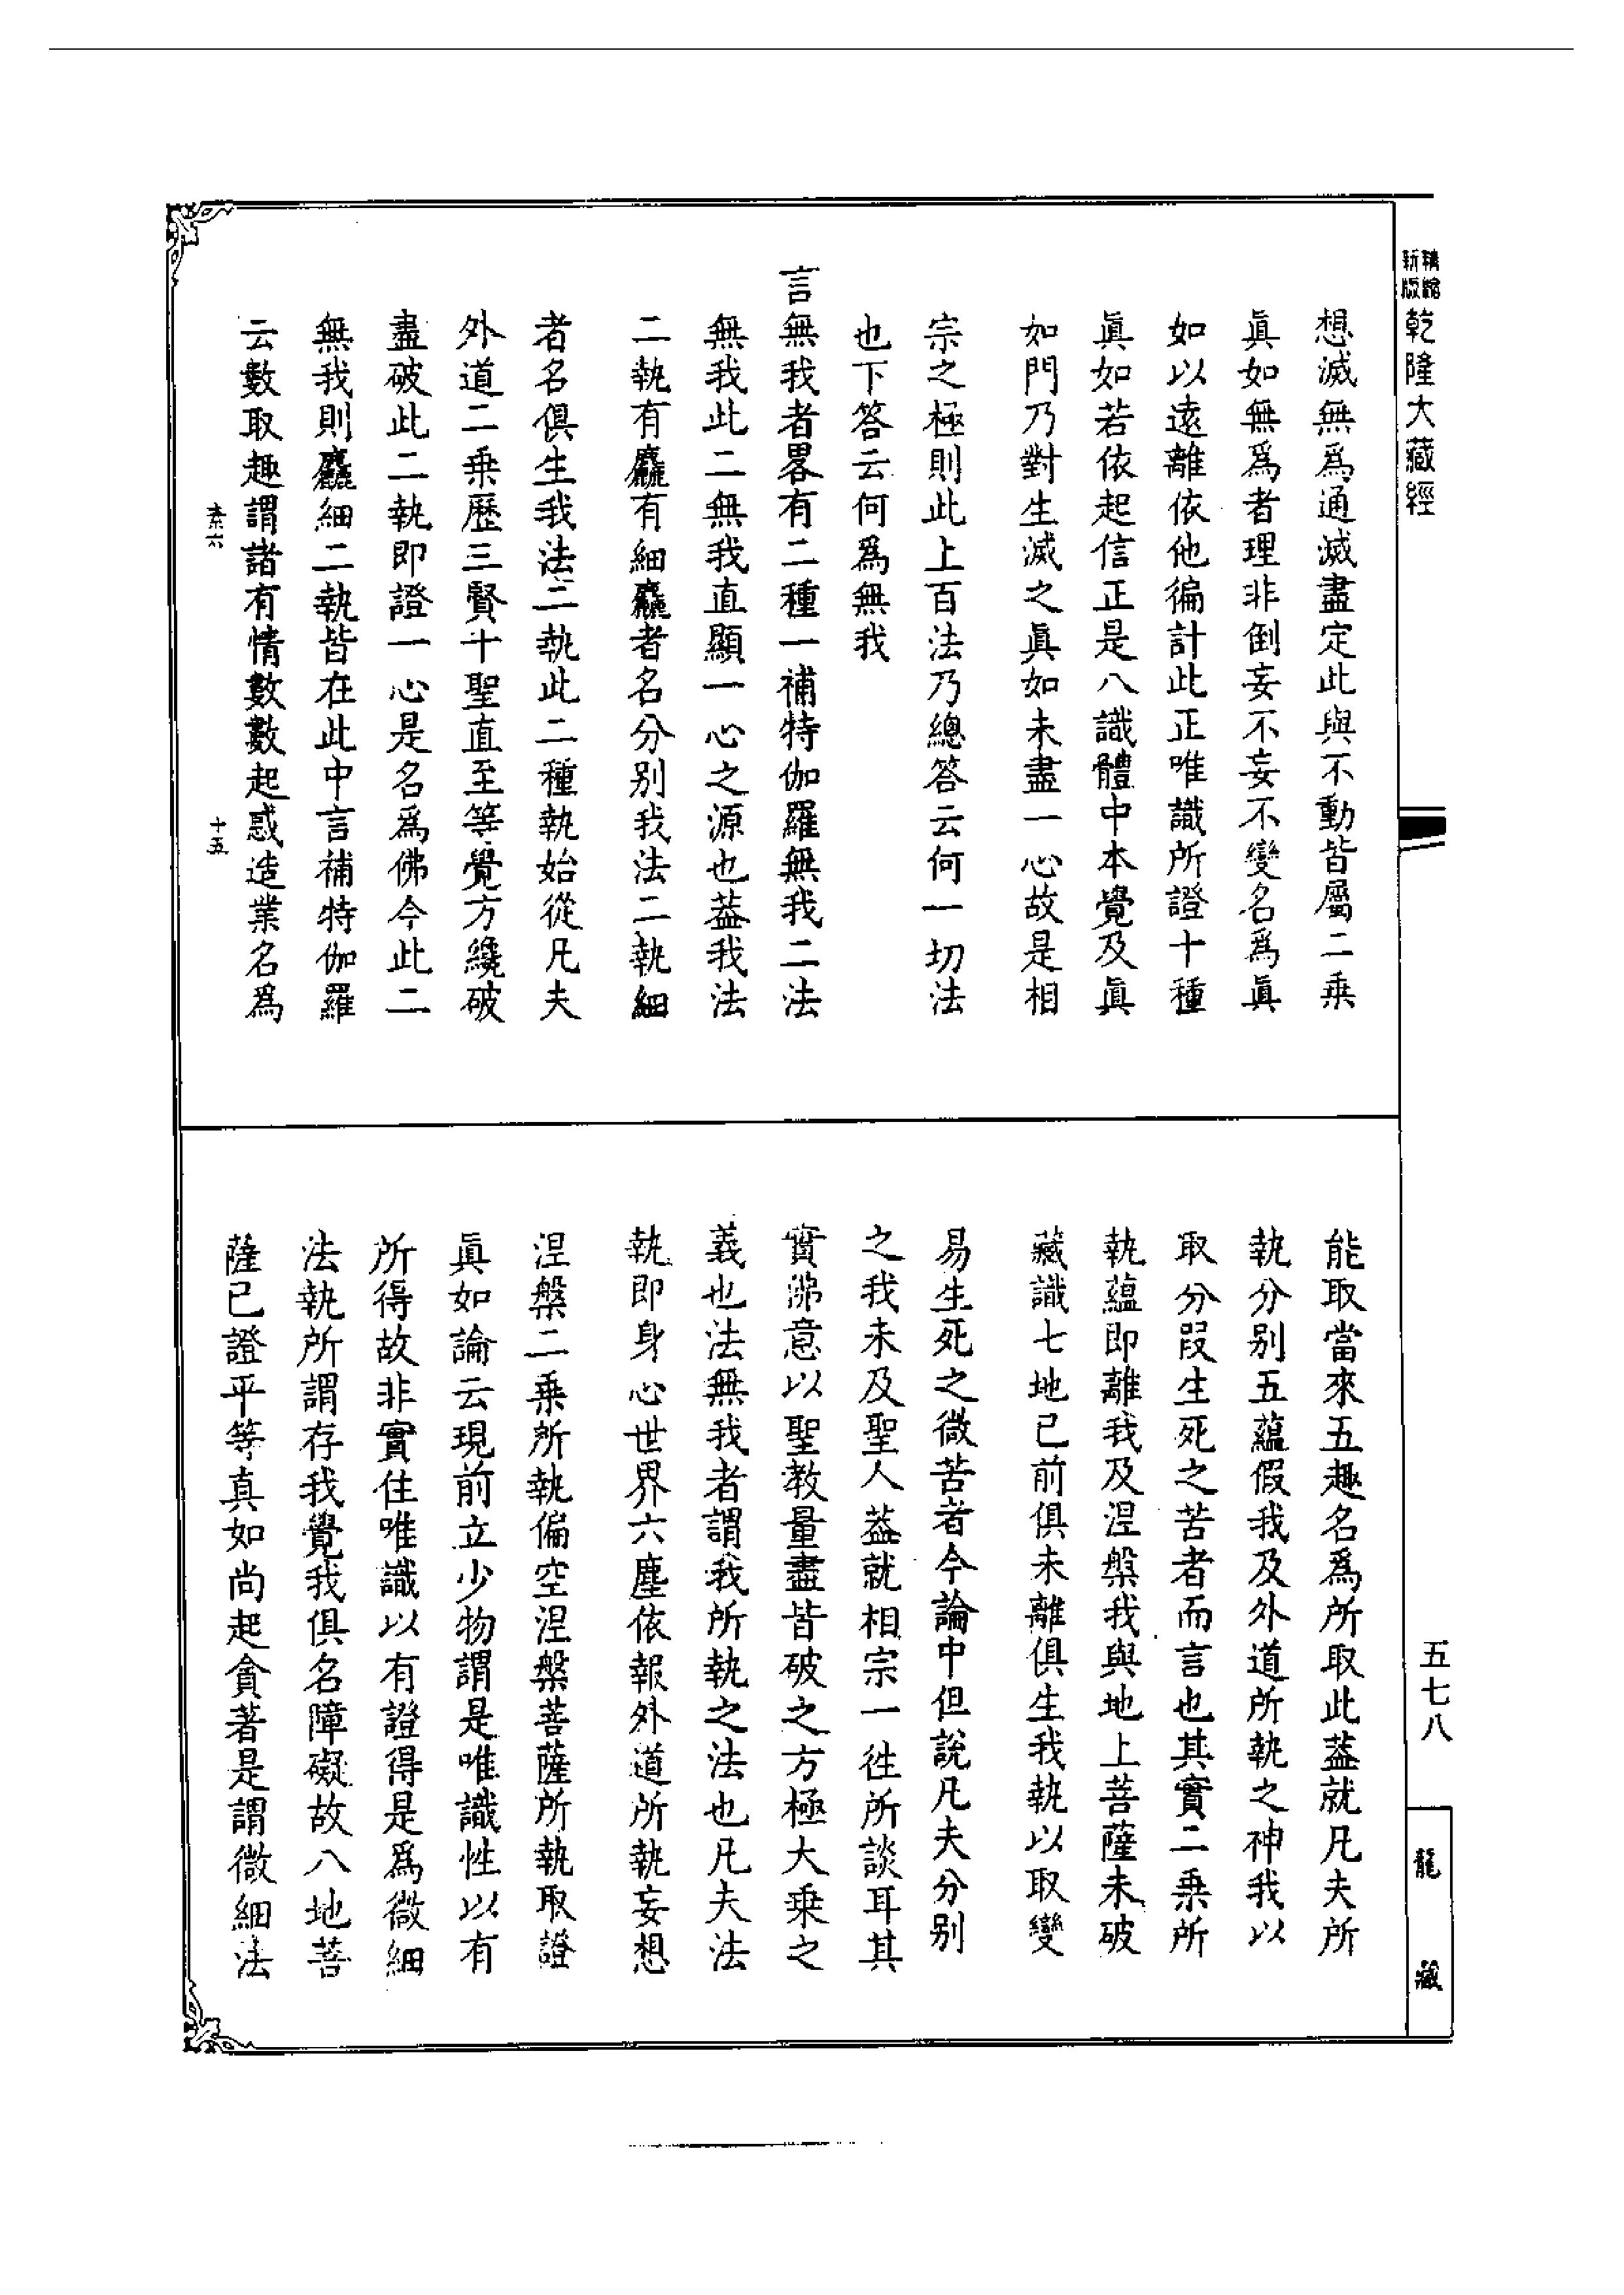 精縮
新版
乾隆大藏經
想滅無爲通滅盡定此與不動皆屬二乘
眞如無爲者理非倒妄不妄不變名爲眞
如以遠離依他徧計此正唯識所證十種
眞如若依起信正是八識體中本覺及眞
如門乃對生滅之眞如未盡一心故是相
宗之極則此上百法乃總答云何一切法
也下答云何爲無我
言無我者畧有二種一補特伽羅無我二法
無我此二無我直顯一心之源也葢我法
二執有麤有細麤者名分别我法二執細
者名俱生我法二執此二種執始從凡夫
外道二乘歷三賢十聖直至等覺方纔破
盡破此二執即證一心是名爲佛今此二
無我則麤細二執皆在此中言補特伽羅
云數取趣謂諸有情數數起惑造業名爲
素六
十五
能取當來五趣名爲所取此葢就凡夫所
執分别五蘊假我及外道所執之神我以
取分段生死之苦者而言也其實二乘所
執蘊即離我及涅槃我與地上菩薩未破
藏識七地已前俱未離俱生我執以取變
易生死之微苦者今論中但說凡夫分别
之我未及聖人葢就相宗一往所談耳其
實沸意以聖教量盡皆破之方極大乘之
義也法無我者謂我所執之法也凡夫法
執即身心世界六塵依報外道所執妄想
涅槃二乘所執偏空涅槃菩薩所執取證
眞如論云現前立少物謂是唯識性以有
所得故非實住唯識以有證得是爲微細
法執所謂存我覺我俱名障礙故八地菩
薩已證平等真如尚起貪著是謂微細法
五七八
龍藏